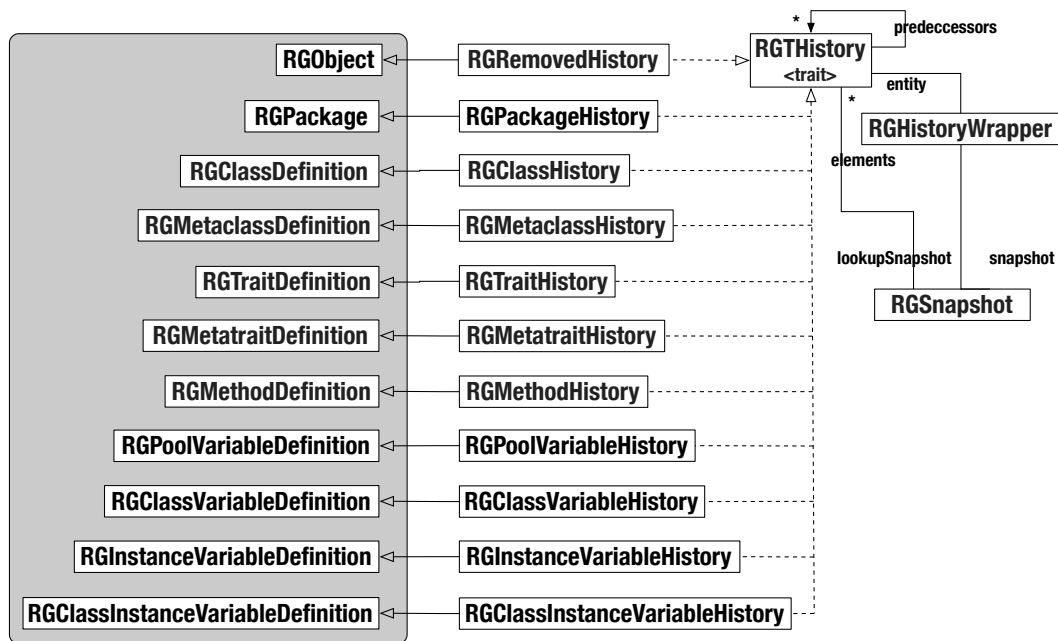 * predeccessors
RGObject RGRemovedHistory RGTHistory
<trait>
entity
*
RGPackage RGPackageHistory RGHistoryWrapper
elements
RGClassDefinition RGClassHistory
RGMetaclassDefinition RGMetaclassHistory
lookupSnapshot snapshot
RGTraitDefinition RGTraitHistory
RGSnapshot
RGMetatraitDefinition RGMetatraitHistory
RGMethodDefinition RGMethodHistory
RGPoolVariableDefinition RGPoolVariableHistory
RGClassVariableDefinition RGClassVariableHistory
RGInstanceVariableDefinition RGInstanceVariableHistory
RGClassInstanceVariableDefinition RGClassInstanceVariableHistory